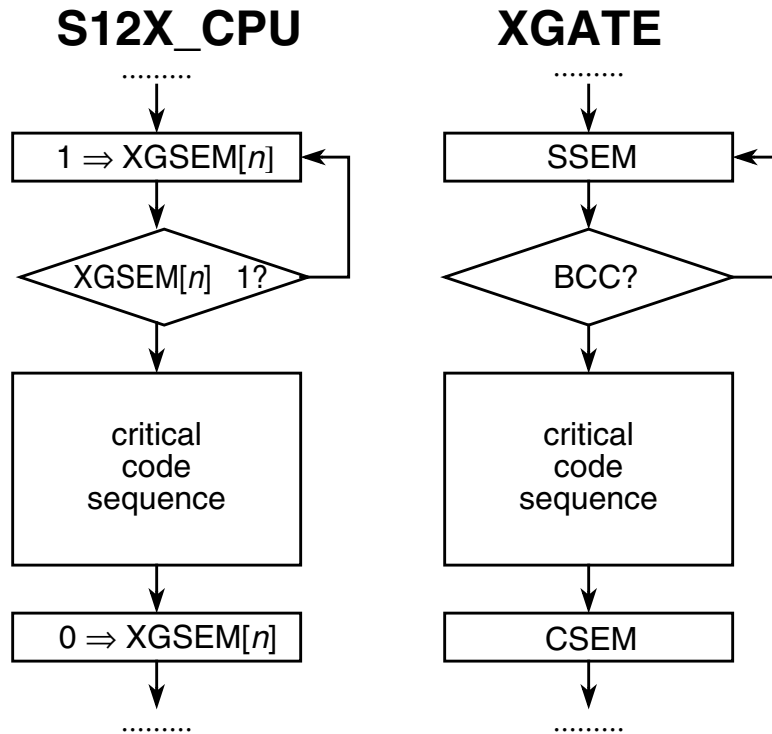 S12X_CPU
.........
1 ⇒ XGSEM[n]
XGSEM[n] 1?
critical
code
sequence
0 ⇒ XGSEM[n]
.........
XGATE
.........
SSEM
BCC?
critical
code
sequence
CSEM
.........